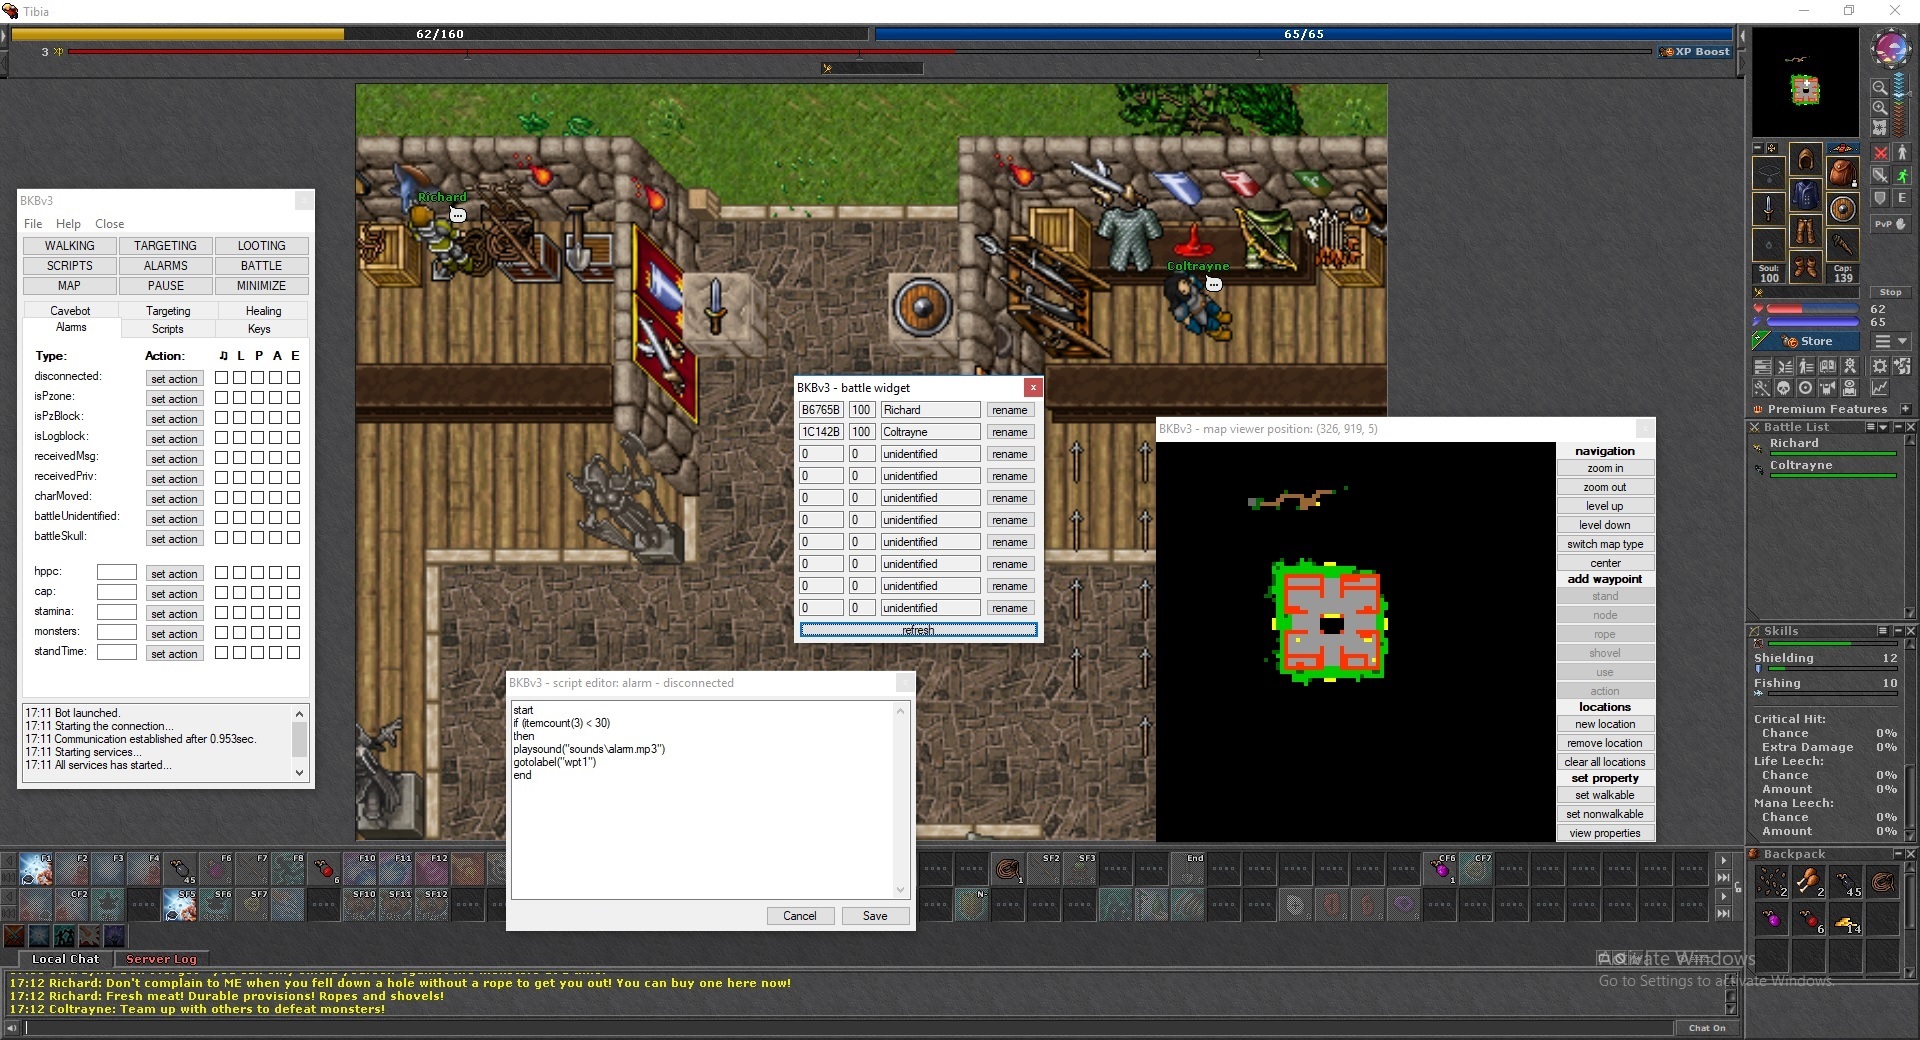 Tibia
62/160
65/65
3
XP Boost
Richard
Coltrayne
BKBv3
File Help Close
WALKING TARGETING LOOTING
SCRIPTS ALARMS BATTLE
MAP PAUSE MINIMIZE
Cavebot Targeting Healing
Alarms Scripts Keys
Type: Action: ♫ L P A E
disconnected: set action
isPzone: set action
isPzBlock: set action
isLogblock: set action
receivedMsg: set action
receivedPriv: set action
charMoved: set action
battleUnidentified: set action
battleSkull: set action
hppc: set action
cap: set action
stamina: set action
monsters: set action
standTime: set action
17:11 Bot launched.
17:11 Starting the connection...
17:11 Communication established after 0.953sec.
17:11 Starting services...
17:11 All services has started...
BKBv3 - battle widget
x
B6765B 100 Richard rename
1C142B 100 Coltrayne rename
0 0 unidentified rename
0 0 unidentified rename
0 0 unidentified rename
0 0 unidentified rename
0 0 unidentified rename
0 0 unidentified rename
0 0 unidentified rename
0 0 unidentified rename
refresh
BKBv3 - script editor: alarm - disconnected
start
if (itemcount(3) < 30)
then
playsound("sounds\alarm.mp3")
gotolabel("wpt1")
end
Cancel Save
BKBv3 - map viewer position: (326, 919, 5)
navigation
zoom in
zoom out
level up
level down
switch map type
center
add waypoint
stand
node
rope
shovel
use
action
locations
new location
remove location
clear all locations
set property
set walkable
set nonwalkable
view properties
E
PvP
Soul:
100
Cap:
139
Stop
62
65
Store
Premium Features
Battle List
Richard
Coltrayne
Skills
Shielding 12
Fishing 10
Critical Hit:
Chance 0%
Extra Damage 0%
Life Leech:
Chance 0%
Amount 0%
Mana Leech:
Chance 0%
Amount 0%
Backpack
2 2 45
6 14
F1 F2 F3 F4 45 F6 F7 F8 6 F10 F11 F12
1 SF2 SF3 End CF6 1 CF7
CF2 SF5 SF6 SF7 SF10 SF11 SF12
Local Chat Server Log
17:12 Richard: Don't complain to ME when you fell down a hole without a rope to get you out! You can buy one here now!
17:12 Richard: Fresh meat! Durable provisions! Ropes and shovels!
17:12 Coltrayne: Team up with others to defeat monsters!
Chat On
Activate Windows
Go to Settings to activate Windows.